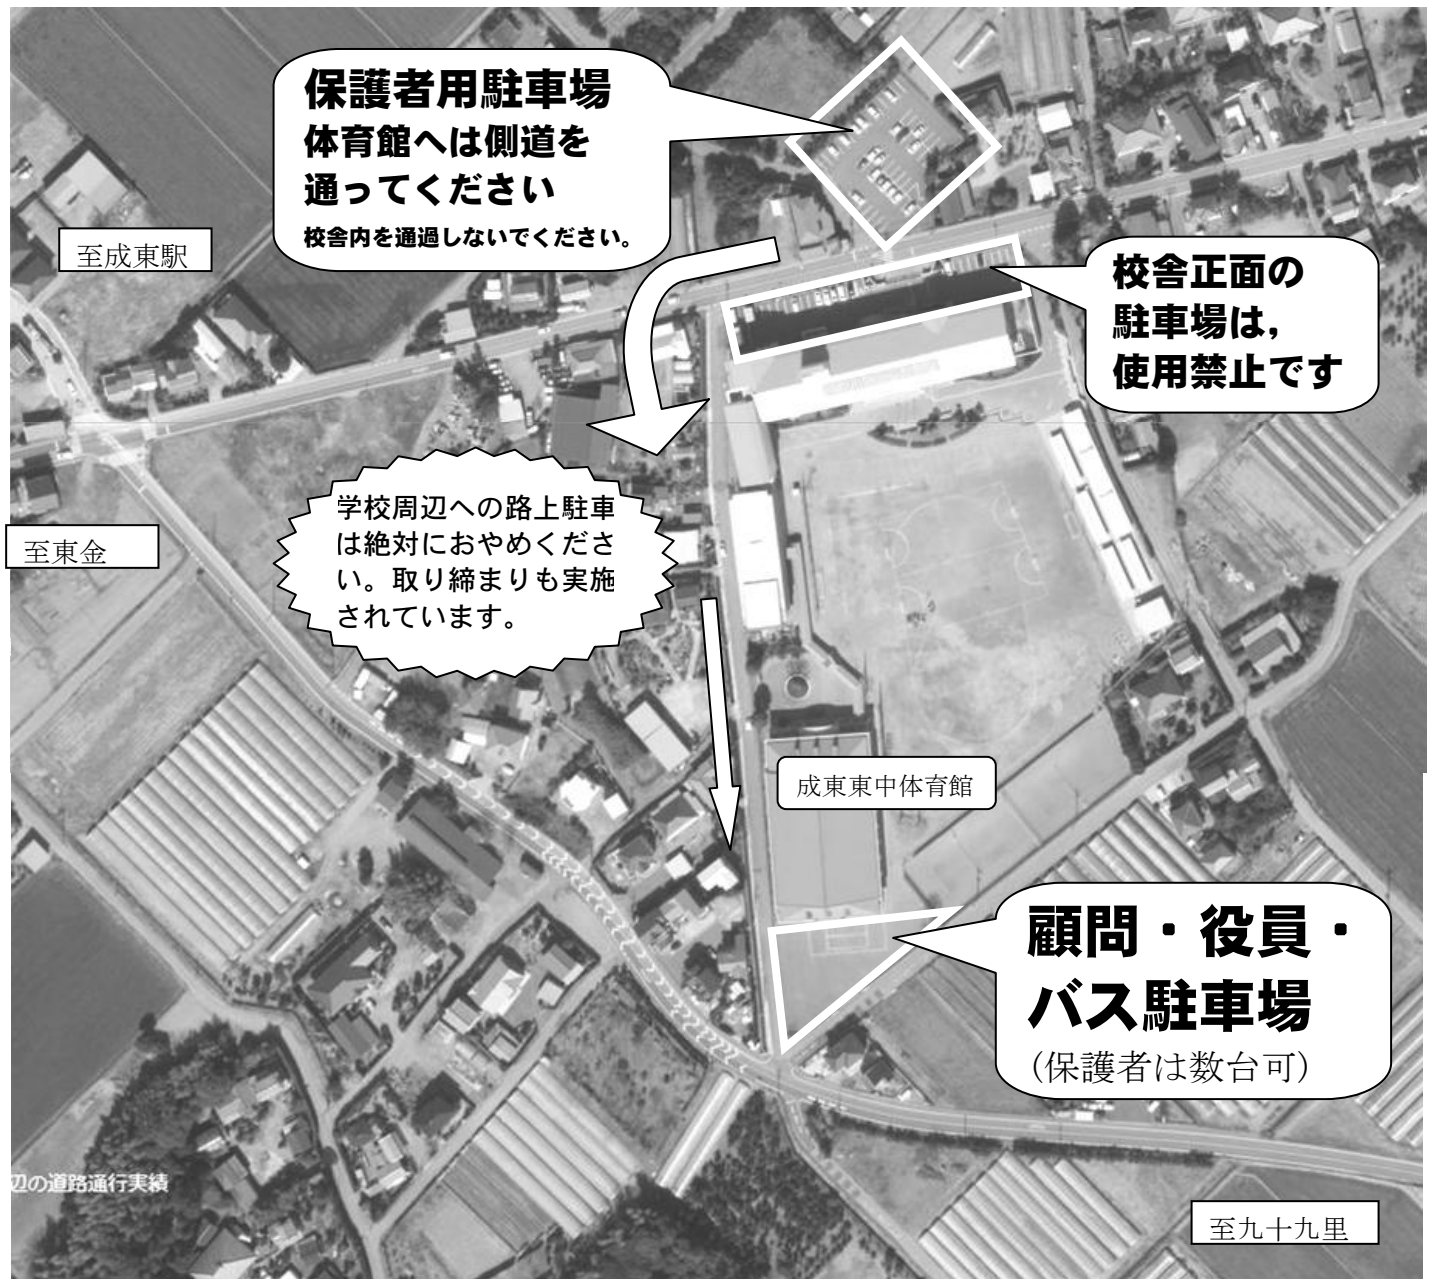 保護者用駐車場
体育館へは側道を
通ってください
校舎内を通過しないでください。
至成東駅
校舎正面の
駐車場は，
使用禁止です
至東金
学校周辺への路上駐車
は絶対におやめくださ
い。取り締まりも実施
されています。
成東東中体育館
顧問・役員・
バス駐車場
(保護者は数台可)
辺の道路通行実績
至九十九里